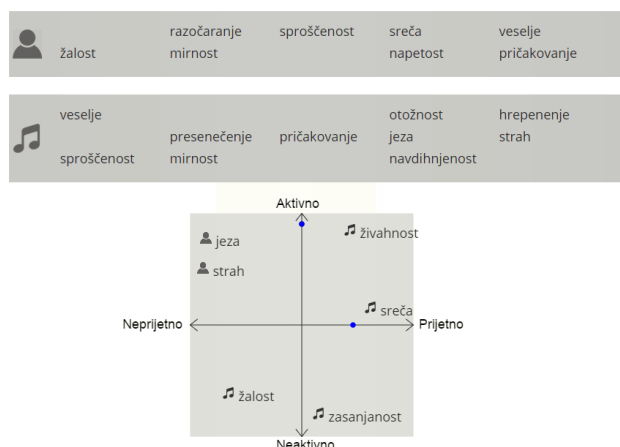 razočaranje sproščenost sreča veselje
žalost mirnost napetost pričakovanje
veselje otožnost hrepenenje
presenečenje pričakovanje jeza strah
sproščenost mirnost navdihnjenost
Aktivno
živahnost
jeza
strah
sreča
Neprijetno Prijetno
žalost
zasanjanost
Neaktivno